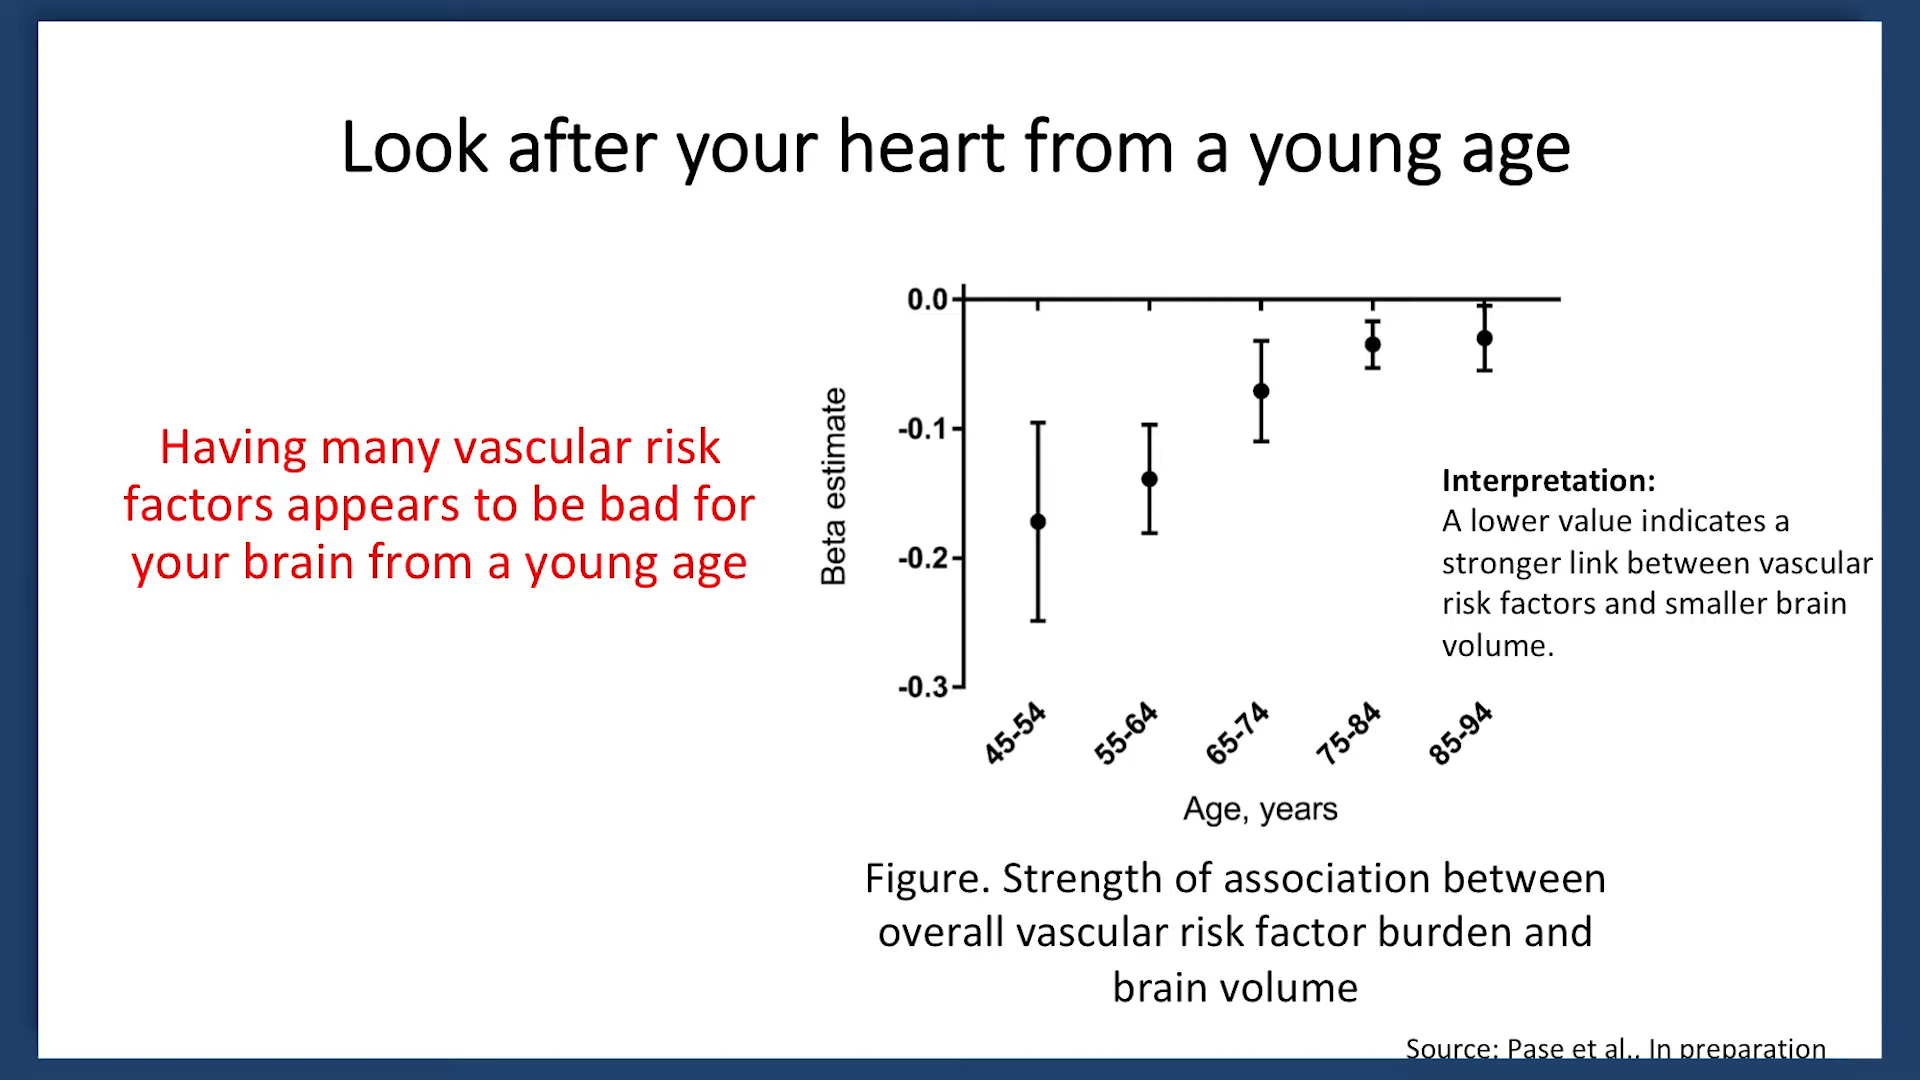 Look after your heart from a young age
Having many vascular risk
factors appears to be bad for
your brain from a young age
Beta estimate
0.0
-0.1
-0.2
-0.3
45-54
55-64
65-74
75-84
85-94
Age, years
Interpretation:
A lower value indicates a
stronger link between vascular
risk factors and smaller brain
volume.
Figure. Strength of association between
overall vascular risk factor burden and
brain volume
Source: Pase et al., In preparation